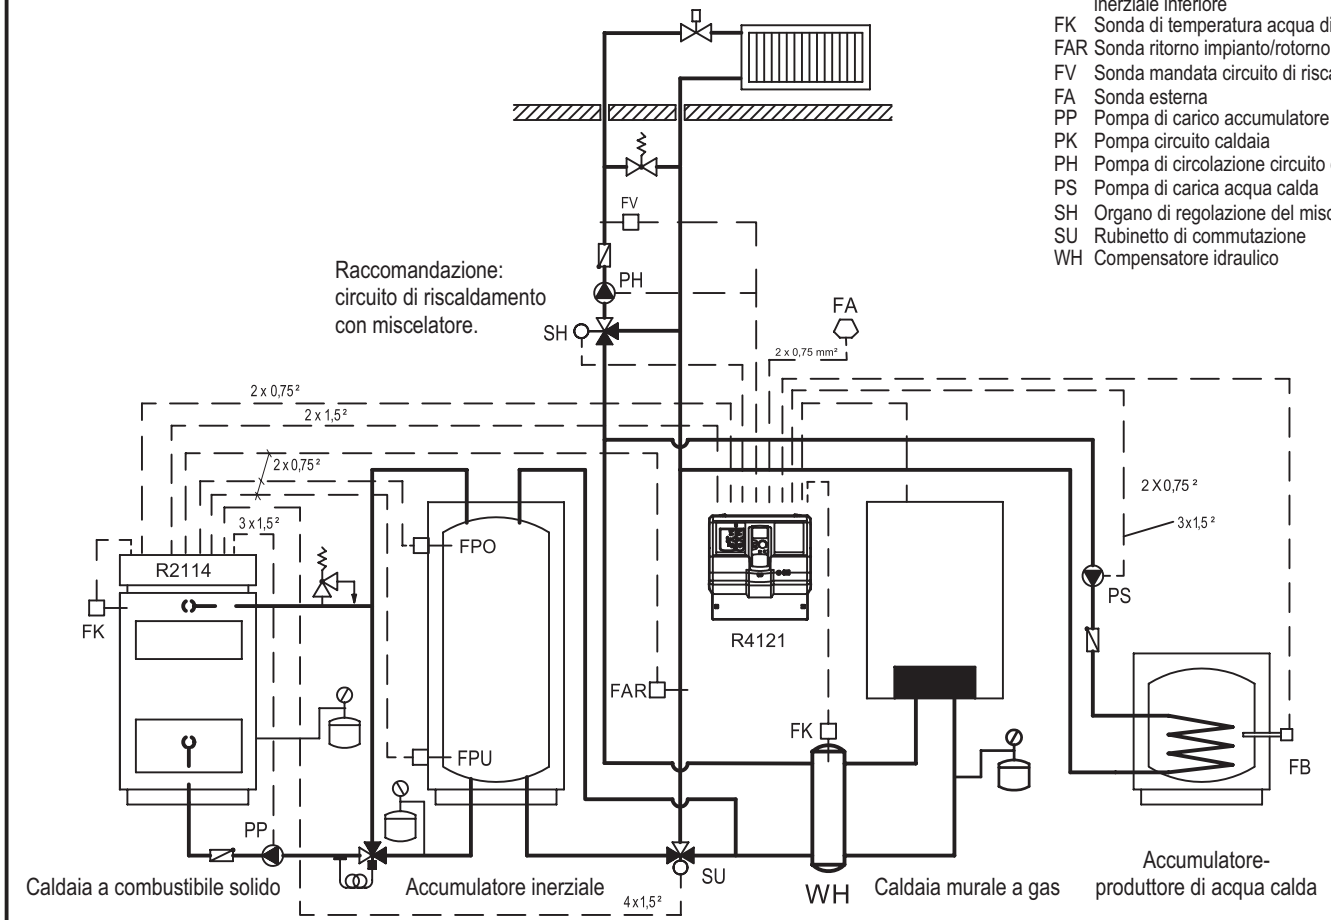 inerziale inferiore
FK Sonda di temperatura acqua di
FAR Sonda ritorno impianto/rotorno
FV Sonda mandata circuito di
FA Sonda esterna
PP Pompa di carico accumulatore
PK Pompa circuito caldaia
PH Pompa di circolazione circuito
PS Pompa di carica acqua calda
SH Organo di regolazione del
SU Rubinetto di commutazione
WH Compensatore idraulico
FV
Raccomandazione:
circuito di riscaldamento
con miscelatore.
PH
SH
FA
2 x 0,75 mm²
2 x 0,75 ²
2 x 1,5 ²
2 x 0,75 ²
3 x 1,5 ²
2 X 0,75 ²
3x1,5 ²
R2114
FK
FPO
FPU
FAR
R4121
FK
PS
FB
PP
SU
WH
4x1,5 ²
Caldaia a combustibile solido
Accumulatore inerziale
Caldaia murale a gas
Accumulatore-
produttore di acqua calda